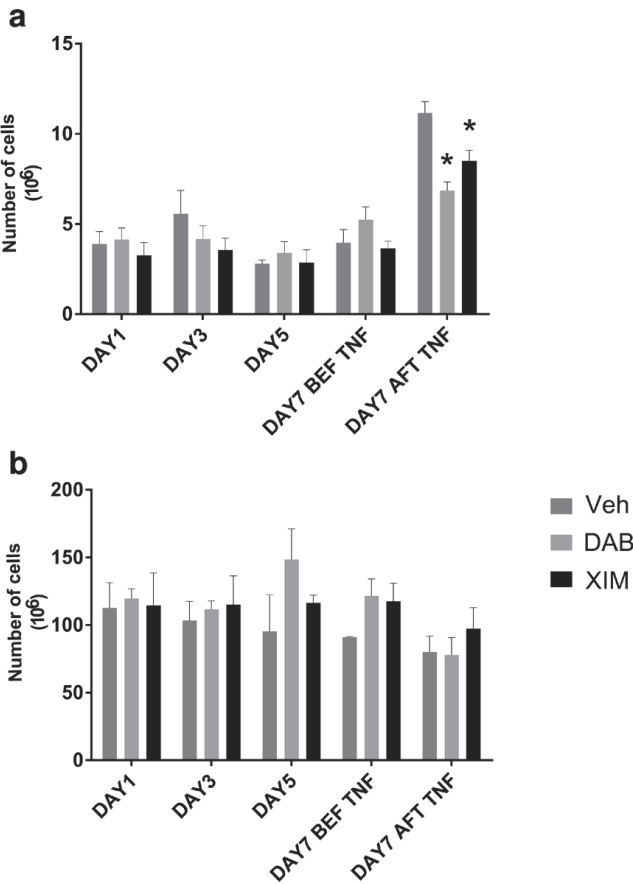 a
15
10
5
0
Number of cells
(10⁶)
*
*
DAY1
DAY3
DAY5
DAY7 BEF TNF
DAY7 AFT TNF
b
200
150
100
50
0
Number of cells
(10⁶)
DAY1
DAY3
DAY5
DAY7 BEF TNF
DAY7 AFT TNF
Veh
DAB
XIM